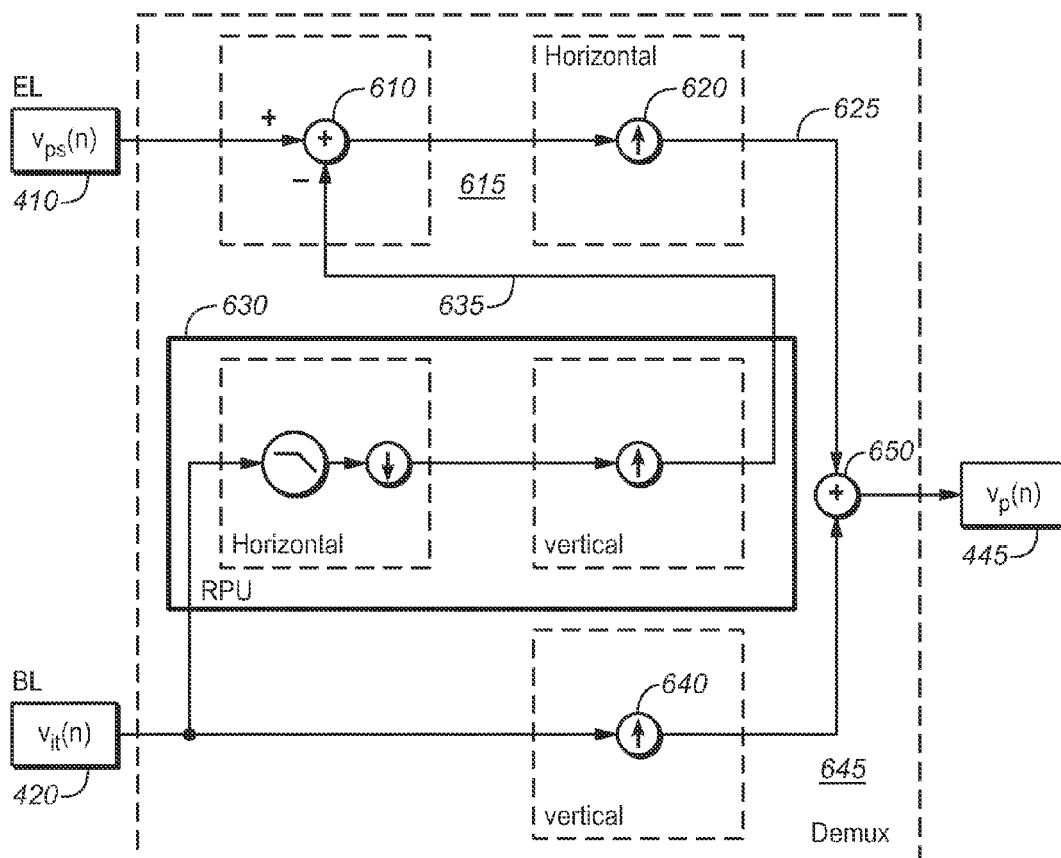 Horizontal
EL
610
620
625
+
v_ps(n)
+
410
−
615
635
630
650
+
v_p(n)
445
Horizontal
vertical
RPU
BL
640
v_it(n)
420
645
vertical
Demux